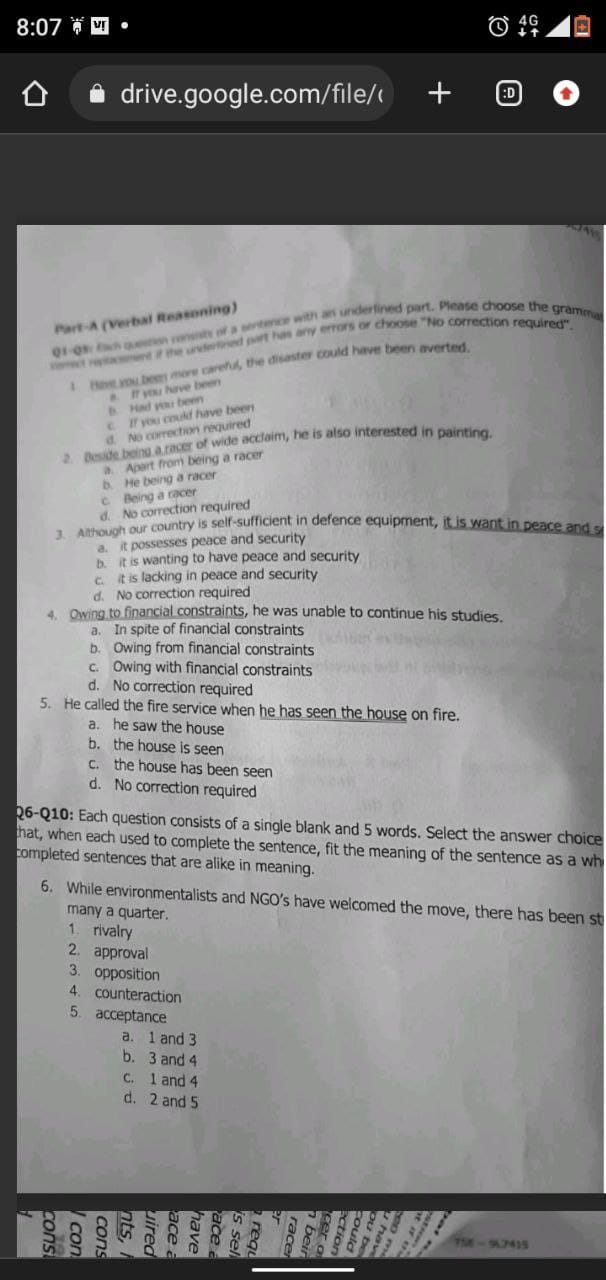 8:07
4G
drive.google.com/file/
:D
Part-A (Verbal Reasoning)
Q1-Q5: Each question consists of a sentence with an underlined part. Please choose the
correct replacement if the underlined part has any errors or choose "No correction required".
1. Have you been more careful, the disaster could have been averted.
a. If you have been
b. Had you been
c. If you could have been
d. No correction required
2. Beside being a racer of wide acclaim, he is also interested in painting.
a. Apart from being a racer
b. He being a racer
c. Being a racer
d. No correction required
3. Although our country is self-sufficient in defence equipment, it is want in peace and
a. it possesses peace and security
b. it is wanting to have peace and security
c. it is lacking in peace and security
d. No correction required
4. Owing to financial constraints, he was unable to continue his studies.
a. In spite of financial constraints
b. Owing from financial constraints
c. Owing with financial constraints
d. No correction required
5. He called the fire service when he has seen the house on fire.
a. he saw the house
b. the house is seen
c. the house has been seen
d. No correction required
Q6-Q10: Each question consists of a single blank and 5 words. Select the answer choice
that, when each used to complete the sentence, fit the meaning of the sentence as a
completed sentences that are alike in meaning.
6. While environmentalists and NGO's have welcomed the move, there has been
many a quarter.
1. rivalry
2. approval
3. opposition
4. counteraction
5. acceptance
a. 1 and 3
b. 3 and 4
c. 1 and 4
d. 2 and 5